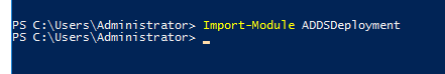 PS C:\Users\Administrator> Import-Module ADDSDeployment
PS C:\Users\Administrator> _